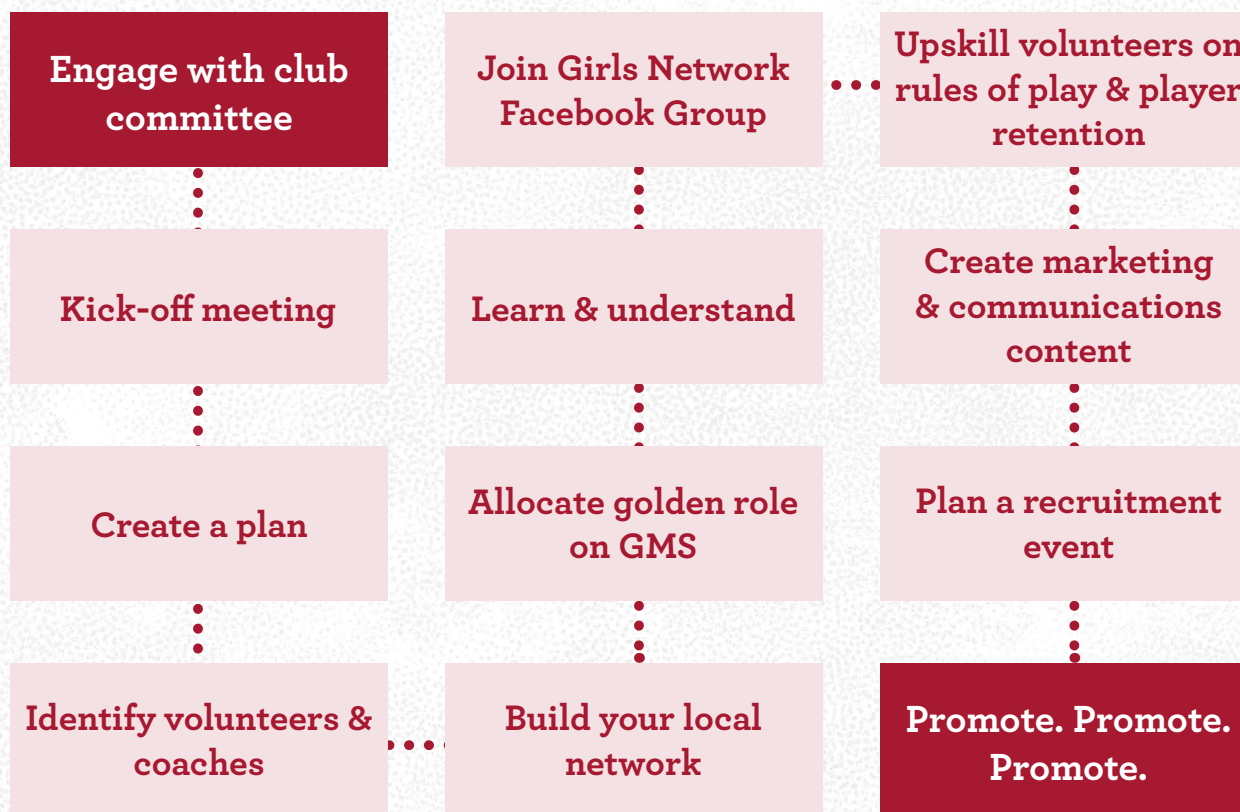 Engage with club
committee
Kick-off meeting
Create a plan
Identify volunteers &
coaches
Build your local
network
Allocate golden role
on GMS
Learn & understand
Join Girls Network
Facebook Group
Upskill volunteers on
rules of play & player
retention
Create marketing
& communications
content
Plan a recruitment
event
Promote. Promote.
Promote.